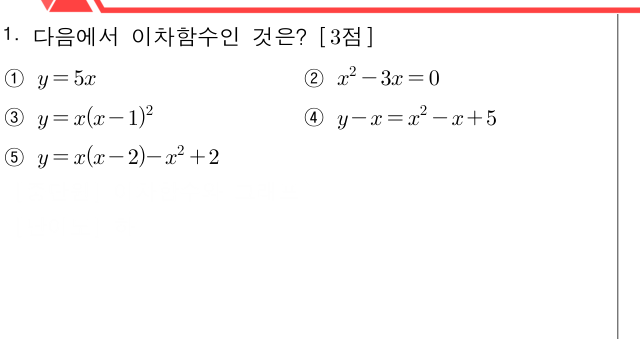 1. 다음에서 이차함수인 것은? [3점]
① y=5x ② x²-3x=0
③ y=x(x-1)² ④ y-x=x²-x+5
⑤ y=x(x-2)-x²+2